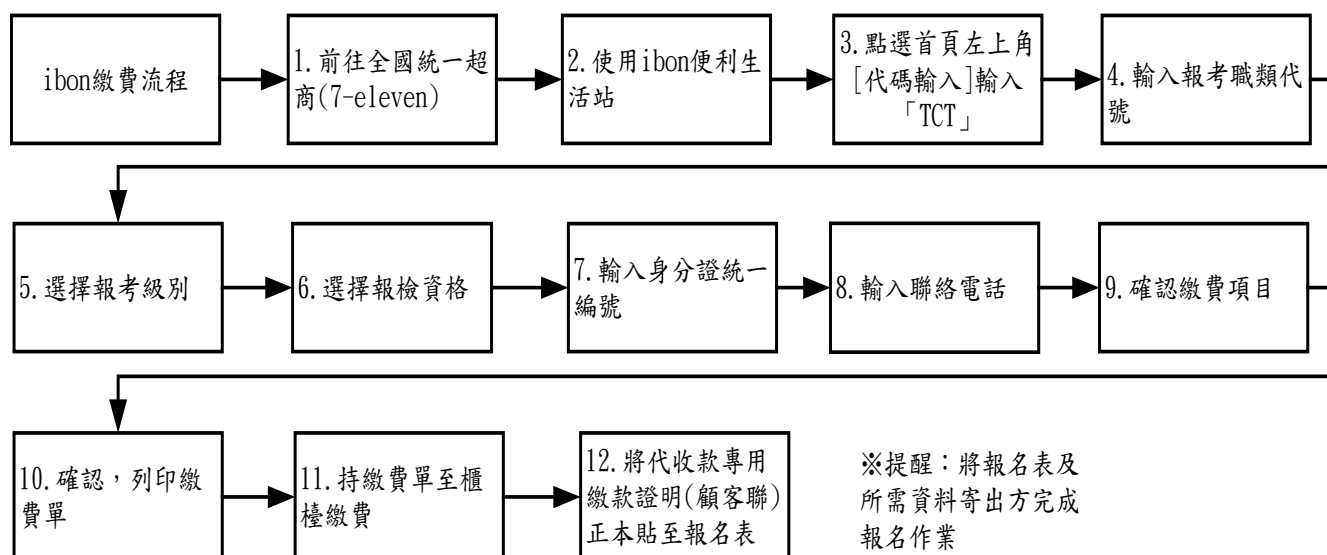 ibon繳費流程
1.前往全國統一超
商(7-eleven)
2.使用ibon便利生
活站
3.點選首頁左上角
[代碼輸入]輸入
「TCT」
4.輸入報考職類代
號
5.選擇報考級別
6.選擇報檢資格
7.輸入身分證統一
編號
8.輸入聯絡電話
9.確認繳費項目
10.確認，列印繳
費單
11.持繳費單至櫃
檯繳費
12.將代收款專用
繳款證明(顧客聯)
正本貼至報名表
※提醒：將報名表及
所需資料寄出方完成
報名作業